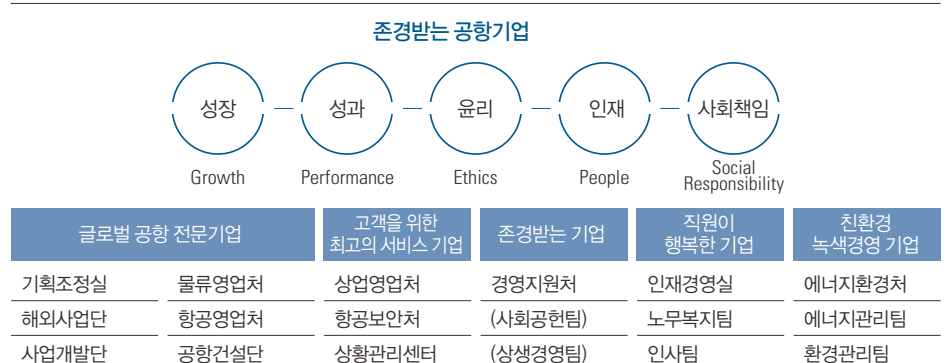 존경받는 공항기업
성장 성과 윤리 인재 사회책임
Growth Performance Ethics People Social
Responsibility
글로벌 공항 전문기업
고객을 위한
최고의 서비스 기업
존경받는 기업
직원이
행복한 기업
친환경
녹색경영 기업
기획조정실 물류영업처 상업영업처 경영지원처 인재경영실 에너지환경처
해외사업단 항공영업처 항공보안처 (사회공헌팀) 노무복지팀 에너지관리팀
사업개발단 공항건설단 상황관리센터 (상생경영팀) 인사팀 환경관리팀